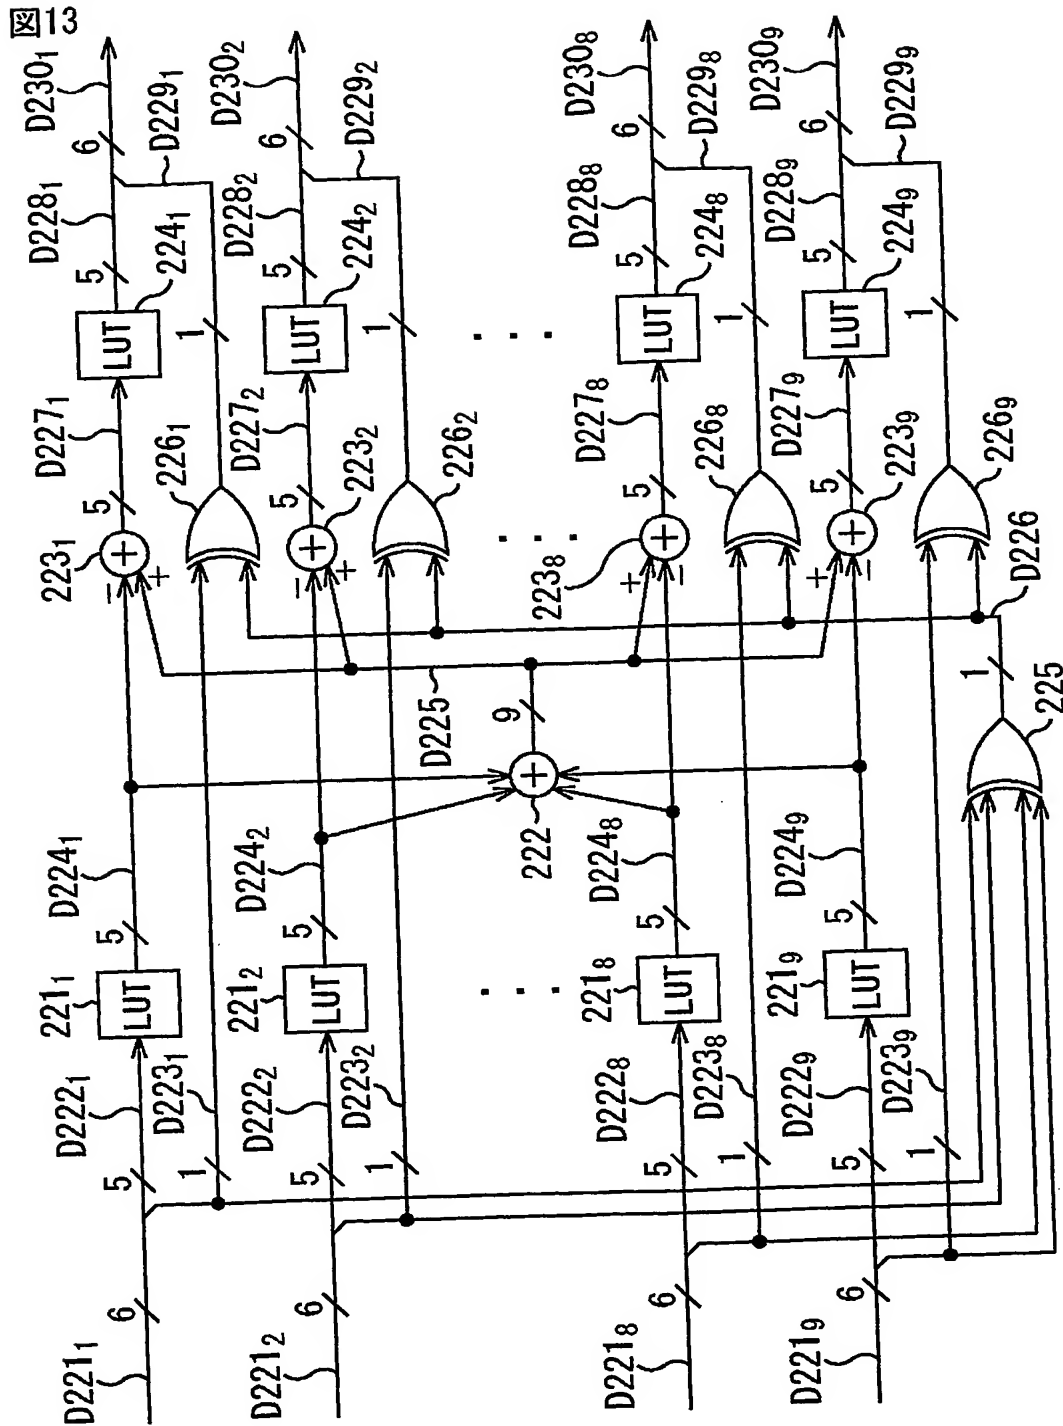 図13
D221₁
6
5
D222₁
1
D223₁
221₁
LUT
5
D224₁
223₁
−
+
5
D227₁
226₁
LUT
224₁
1
5
D228₁
D229₁
6
D230₁
D221₂
6
5
D222₂
1
D223₂
221₂
LUT
5
D224₂
223₂
−
+
5
D227₂
226₂
LUT
224₂
1
5
D228₂
D229₂
6
D230₂
222
+
9
D225
D221₈
6
5
D222₈
1
D223₈
221₈
LUT
5
D224₈
223₈
+
−
5
D227₈
226₈
LUT
224₈
1
5
D228₈
D229₈
6
D230₈
D221₉
6
5
D222₉
1
D223₉
221₉
LUT
5
D224₉
223₉
+
−
5
D227₉
226₉
LUT
224₉
1
5
D228₉
D229₉
6
D230₉
225
1
D226